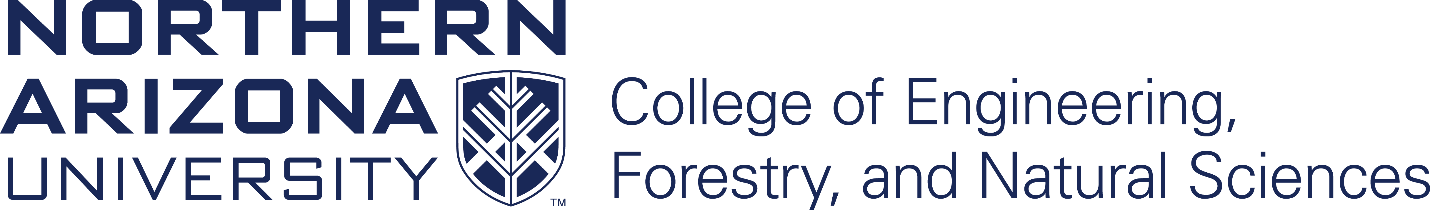 NORTHERN
ARIZONA
UNIVERSITY
TM
College of Engineering,
Forestry, and Natural Sciences